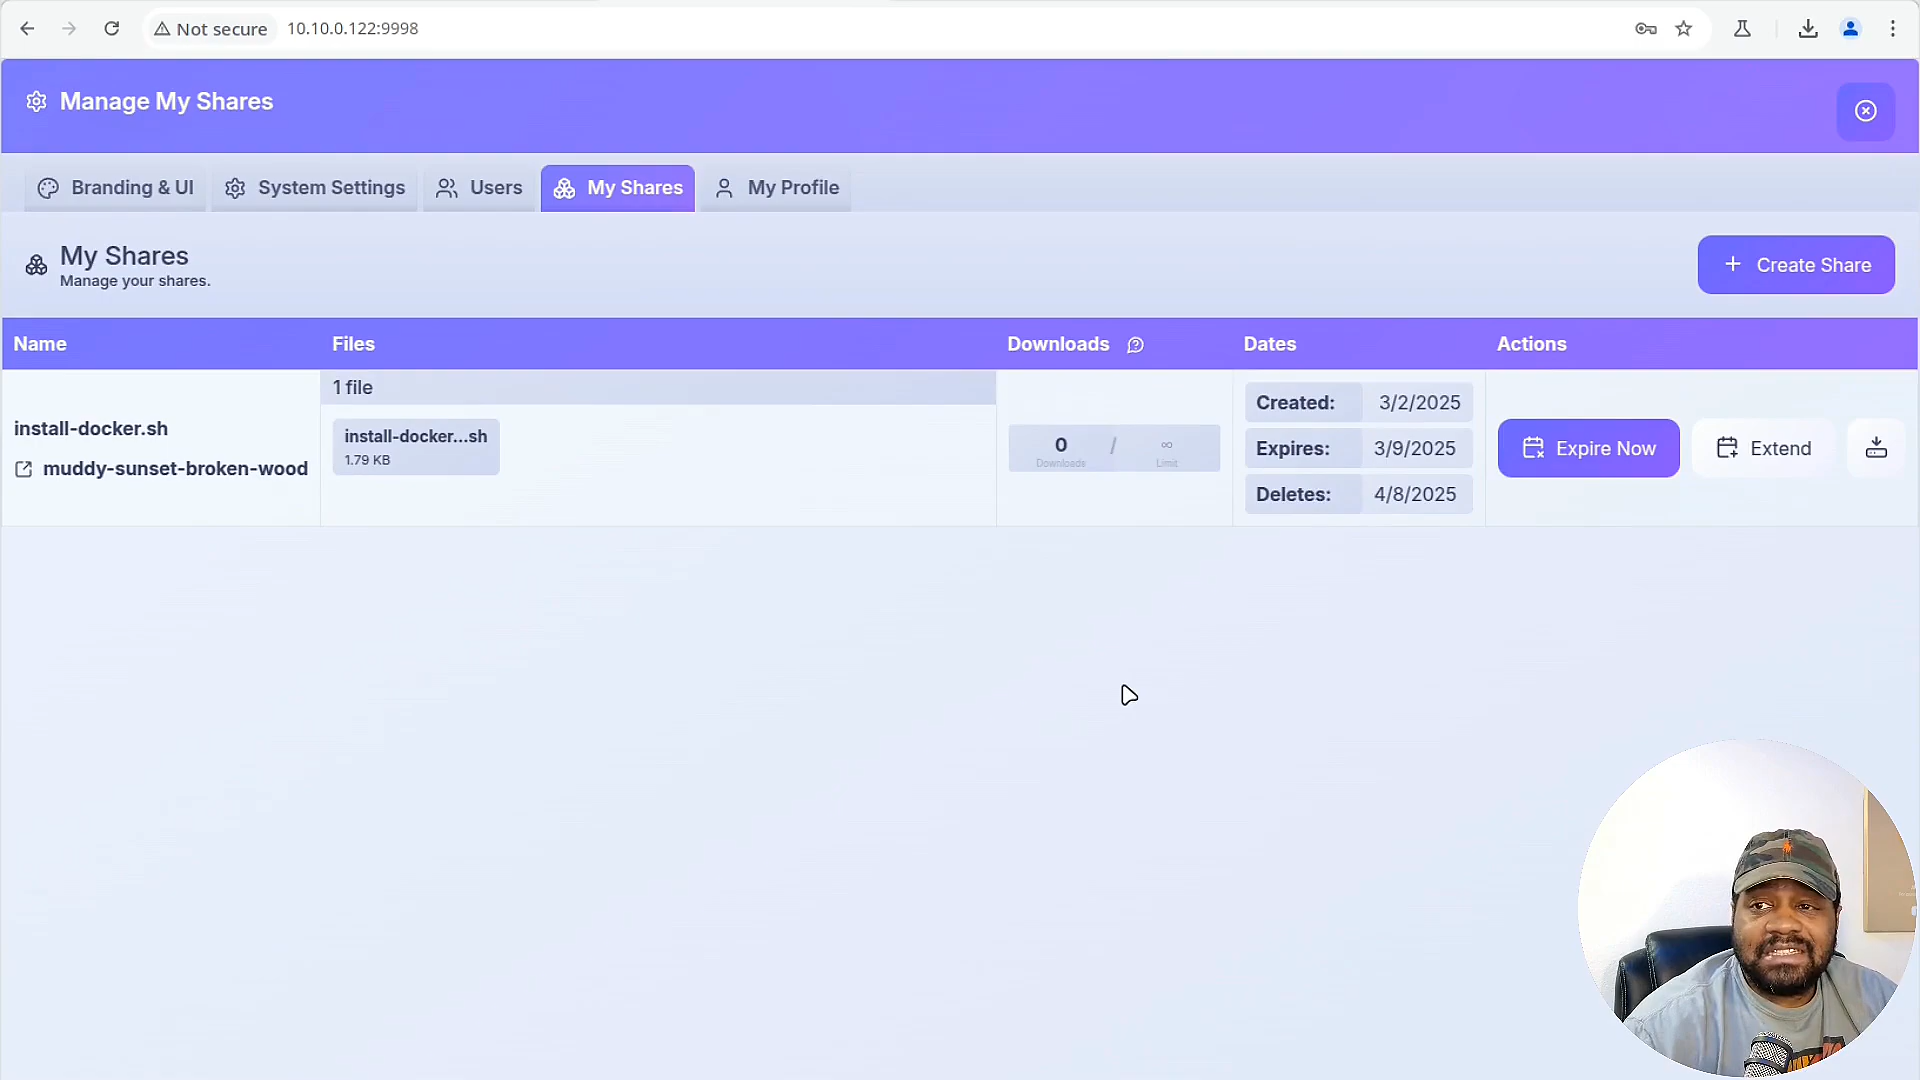 Not secure
10.10.0.122:9998
Manage My Shares
Branding & UI
System Settings
Users
My Shares
My Profile
My Shares
Manage your shares.
Create Share
Name
Files
Downloads
Dates
Actions
install-docker.sh
muddy-sunset-broken-wood
1 file
install-docker...sh
1.79 KB
0 / ∞
Downloads
Limit
Created: 3/2/2025
Expires: 3/9/2025
Deletes: 4/8/2025
Expire Now
Extend